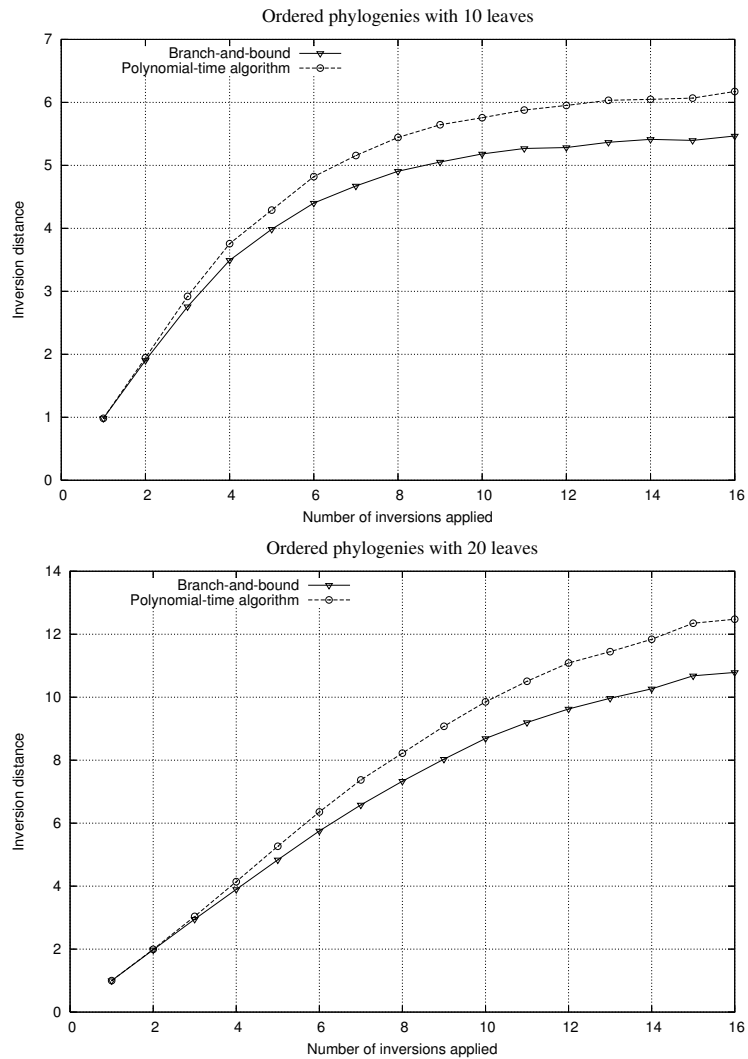 Ordered phylogenies with 10 leaves
7
Branch-and-bound
Polynomial-time algorithm
6
5
4
Inversion distance
3
2
1
0
0 2 4 6 8 10 12 14 16
Number of inversions applied
Ordered phylogenies with 20 leaves
14
Branch-and-bound
Polynomial-time algorithm
12
10
8
Inversion distance
6
4
2
0
0 2 4 6 8 10 12 14 16
Number of inversions applied